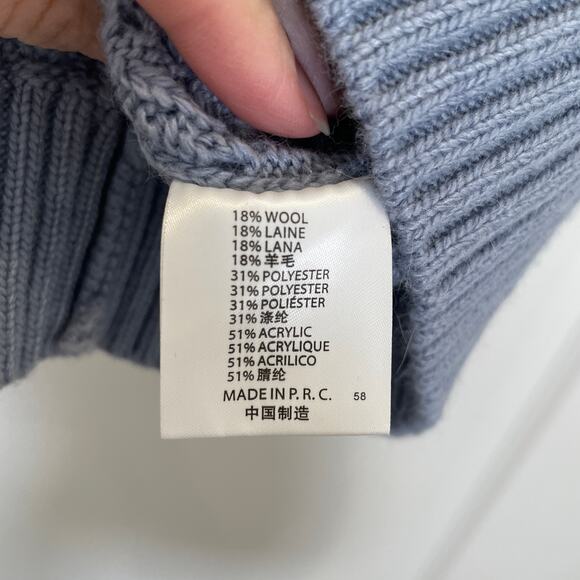 18% WOOL
18% LAINE
18% LANA
18% 羊毛
31% POLYESTER
31% POLYESTER
31% POLIÉSTER
31% 涤纶
51% ACRYLIC
51% ACRYLIQUE
51% ACRILICO
51% 腈纶
MADE IN P. R. C. 58
中国制造